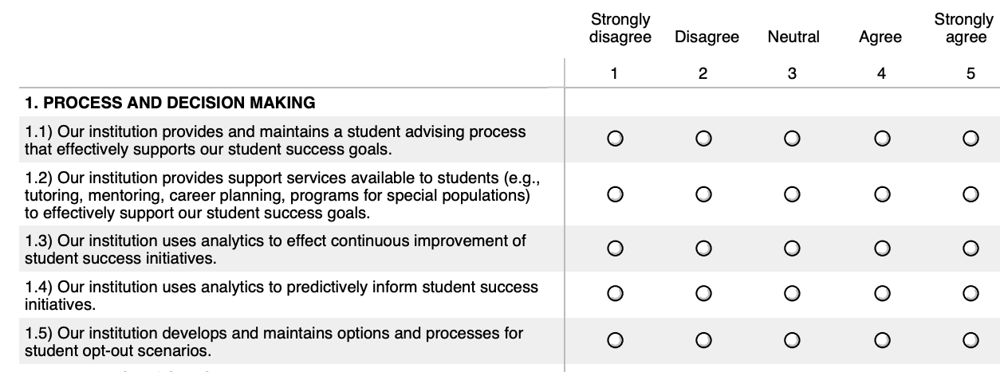 Strongly disagree
Disagree
Neutral
Agree
Strongly agree
1
2
3
4
5
1. PROCESS AND DECISION MAKING
1.1) Our institution provides and maintains a student advising process
that effectively supports our student success goals.
1.2) Our institution provides support services available to students (e.g.,
tutoring, mentoring, career planning, programs for special populations)
to effectively support our student success goals.
1.3) Our institution uses analytics to effect continuous improvement of
student success initiatives.
1.4) Our institution uses analytics to predictively inform student success
initiatives.
1.5) Our institution develops and maintains options and processes for
student opt-out scenarios.